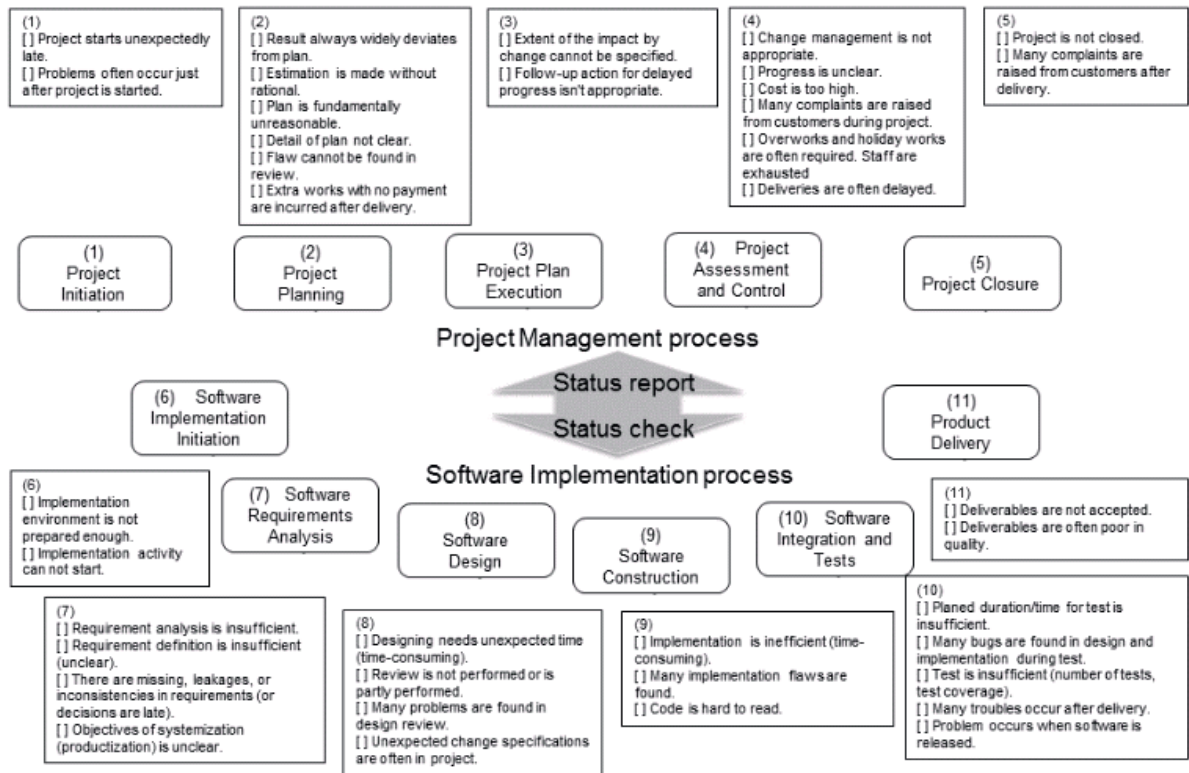 (1)
[ ] Project starts unexpectedly
late.
[ ] Problems often occur just
after project is started.
(2)
[ ] Result always widely deviates
from plan.
[ ] Estimation is made without
rational.
[ ] Plan is fundamentally
unreasonable.
[ ] Detail of plan not clear.
[ ] Flaw cannot be found in
review.
[ ] Extra works with no payment
are incurred after delivery.
(3)
[ ] Extent of the impact by
change cannot be specified.
[ ] Follow-up action for delayed
progress isn't appropriate.
(4)
[ ] Change management is not
appropriate.
[ ] Progress is unclear.
[ ] Cost is too high.
[ ] Many complaints are raised
from customers during project.
[ ] Overworks and holiday works
are often required. Staff are
exhausted
[ ] Deliveries are often delayed.
(5)
[ ] Project is not closed.
[ ] Many complaints are
raised from customers after
delivery.
(1)
Project
Initiation
(2)
Project
Planning
(3)
Project Plan
Execution
(4) Project
Assessment
and Control
(5)
Project Closure
Project Management process
Status report
Status check
Software Implementation process
(6) Software
Implementation
Initiation
(11)
Product
Delivery
(6)
[ ] Implementation
environment is not
prepared enough.
[ ] Implementation activity
can not start.
(7) Software
Requirements
Analysis
(8)
Software
Design
(9)
Software
Construction
(10) Software
Integration and
Tests
(11)
[ ] Deliverables are not accepted.
[ ] Deliverables are often poor in
quality.
(7)
[ ] Requirement analysis is insufficient.
[ ] Requirement definition is insufficient
(unclear).
[ ] There are missing, leakages, or
inconsistencies in requirements (or
decisions are late).
[ ] Objectives of systemization
(productization) is unclear.
(8)
[ ] Designing needs unexpected time
(time-consuming).
[ ] Review is not performed or is
partly performed.
[ ] Many problems are found in
design review.
[ ] Unexpected change specifications
are often in project.
(9)
[ ] Implementation is inefficient (time-
consuming).
[ ] Many implementation flaws are
found.
[ ] Code is hard to read.
(10)
[ ] Planed duration/time for test is
insufficient.
[ ] Many bugs are found in design and
implementation during test.
[ ] Test is insufficient (number of tests,
test coverage).
[ ] Many troubles occur after delivery.
[ ] Problem occurs when software is
released.